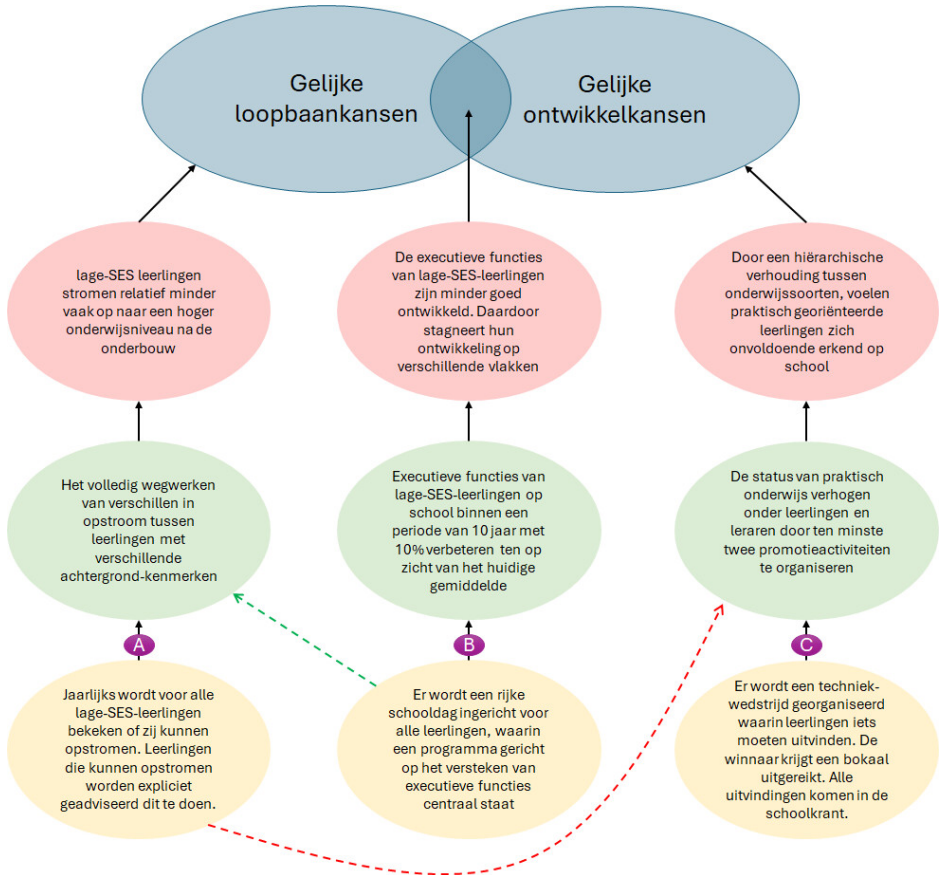 Gelijke
loopbaankansen
Gelijke
ontwikkelkansen
lage-SES leerlingen
stromen relatief minder
vaak op naar een hoger
onderwijsniveau na de
onderbouw
De executieve functies
van lage-SES-leerlingen
zijn minder goed
ontwikkeld. Daardoor
stagneert hun
ontwikkeling op
verschillende vlakken
Door een hiërarchische
verhouding tussen
onderwijssoorten, voelen
praktisch georiënteerde
leerlingen zich
onvoldoende erkend op
school
Het volledig wegwerken
van verschillen in
opstroom tussen
leerlingen met
verschillende
achtergrond-kenmerken
Executieve functies van
lage-SES-leerlingen op
school binnen een
periode van 10 jaar met
10% verbeteren ten op
zicht van het huidige
gemiddelde
De status van praktisch
onderwijs verhogen
onder leerlingen en
leraren door ten minste
twee promotieactiviteiten
te organiseren
A
B
C
Jaarlijks wordt voor alle
lage-SES-leerlingen
bekeken of zij kunnen
opstromen. Leerlingen
die kunnen opstromen
worden expliciet
geadviseerd dit te doen.
Er wordt een rijke
schooldag ingericht voor
alle leerlingen, waarin
een programma gericht
op het versteken van
executieve functies
centraal staat
Er wordt een techniek-
wedstrijd georganiseerd
waarin leerlingen iets
moeten uitvinden. De
winnaar krijgt een bokaal
uitgereikt. Alle
uitvindingen komen in de
schoolkrant.